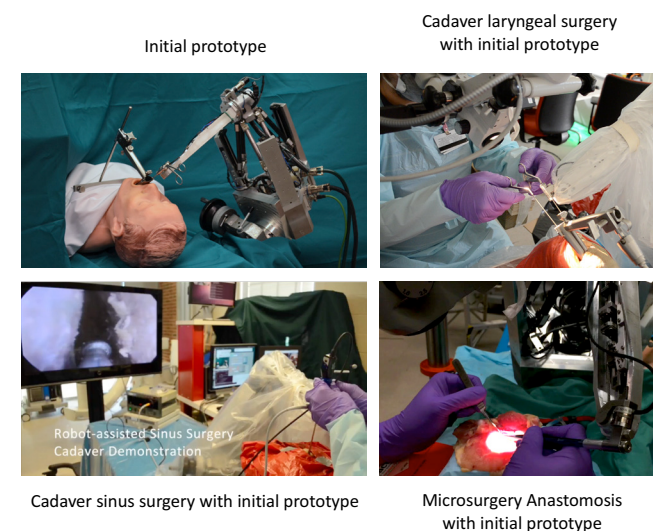 Initial prototype
Cadaver laryngeal surgery
with initial prototype
Robot-assisted Sinus Surgery
Cadaver Demonstration
Cadaver sinus surgery with initial prototype
Microsurgery Anastomosis
with initial prototype